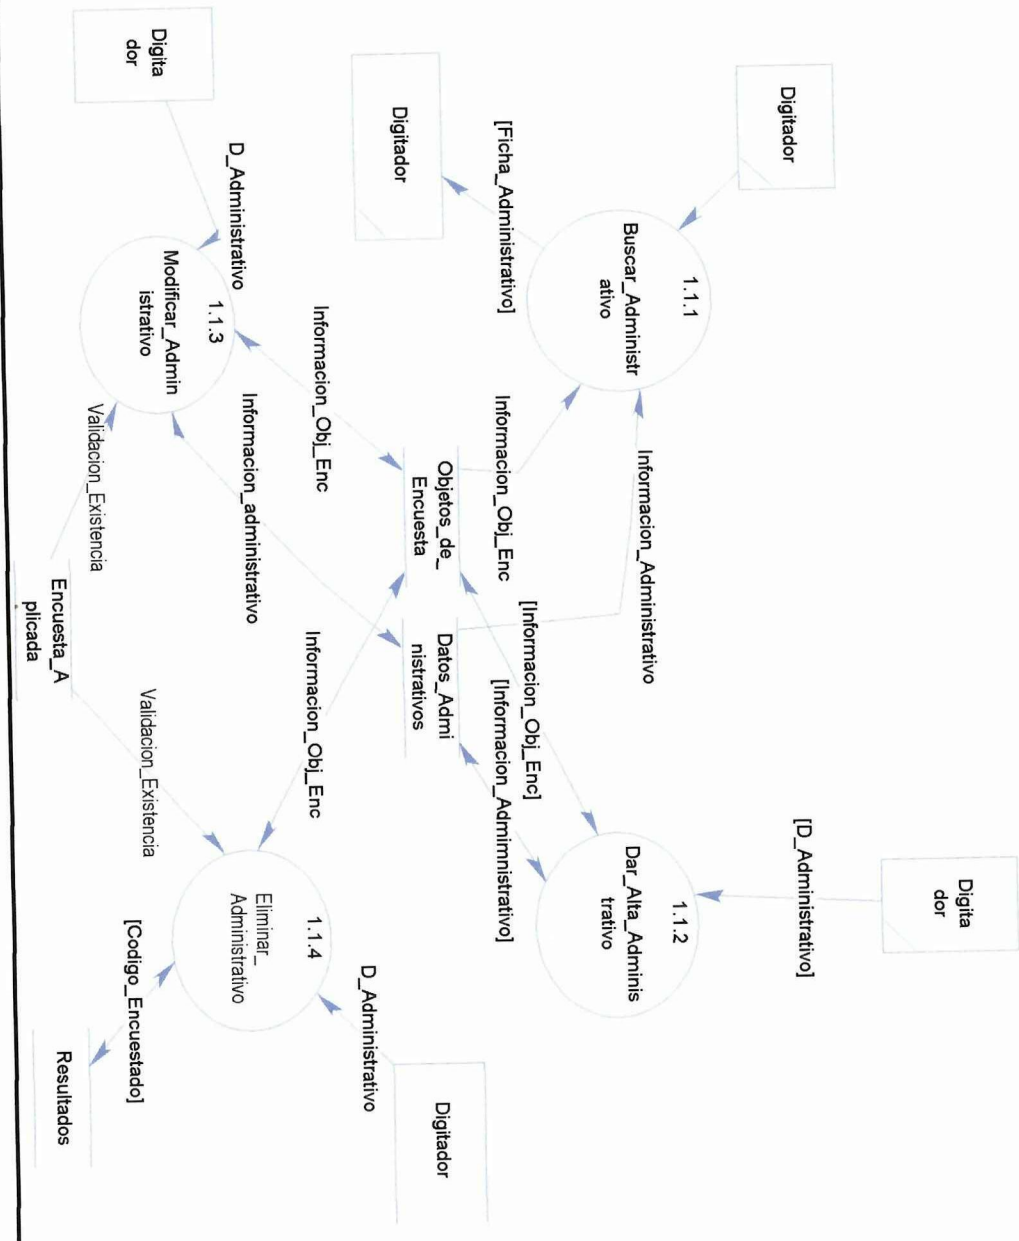 Digitador
1.1.1
Buscar_Administr
ativo
[Ficha_Administrativo]
Digitador
Digita
dor
D_Administrativo
1.1.3
Modificar_Admin
istrativo
Informacion_Obj_Enc
Informacion_administrativo
Validacion_Existencia
Informacion_Obj_Enc
Informacion_Administrativo
Objetos_de_
Encuesta
Datos_Admi
nistrativos
[Informacion_Obj_Enc]
[Informacion_Admimnistrativo]
Informacion_Obj_Enc
Encuesta_A
plicada
Validacion_Existencia
Digita
dor
[D_Administrativo]
1.1.2
Dar_Alta_Adminis
trativo
1.1.4
Eliminar_
Administrativo
D_Administrativo
Digitador
[Codigo_Encuestado]
Resultados